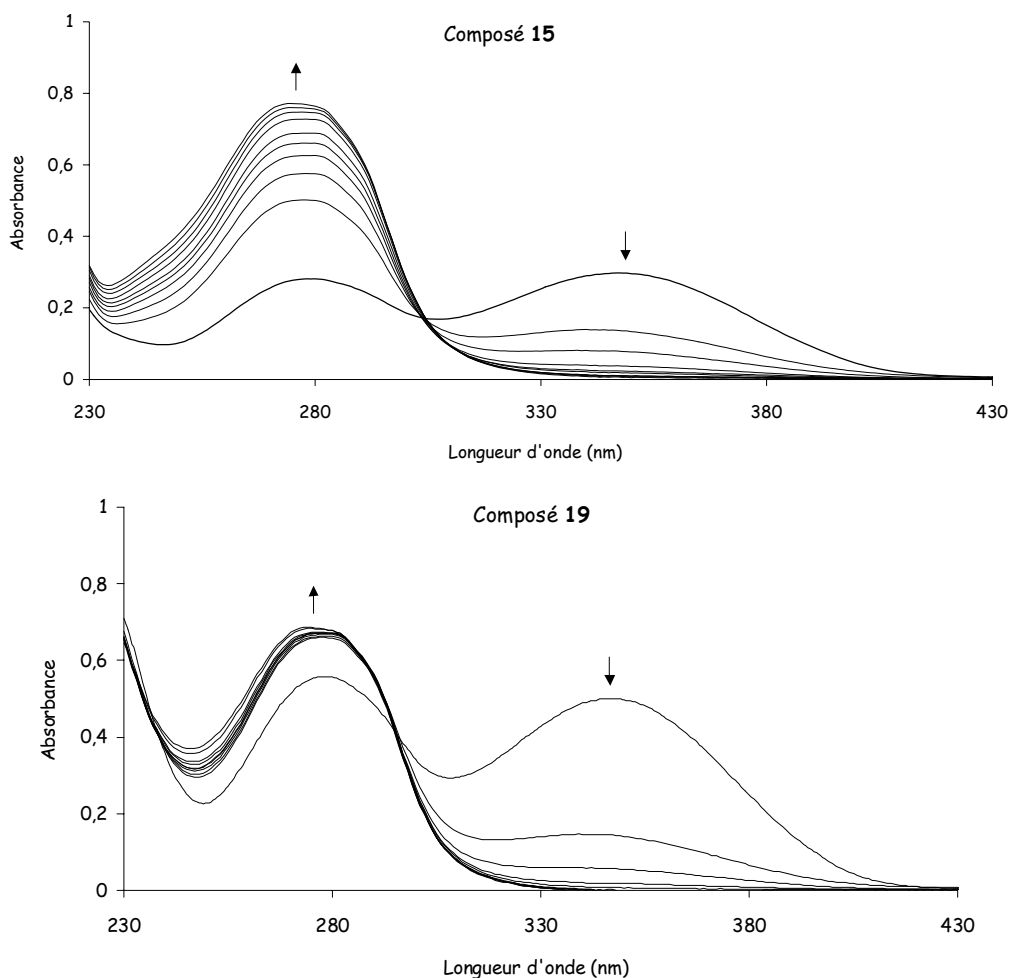 Composé 15
1
0,8
0,6
0,4
0,2
0
Absorbance
230 280 330 380 430
Longueur d'onde (nm)
Composé 19
1
0,8
0,6
0,4
0,2
0
Absorbance
230 280 330 380 430
Longueur d'onde (nm)